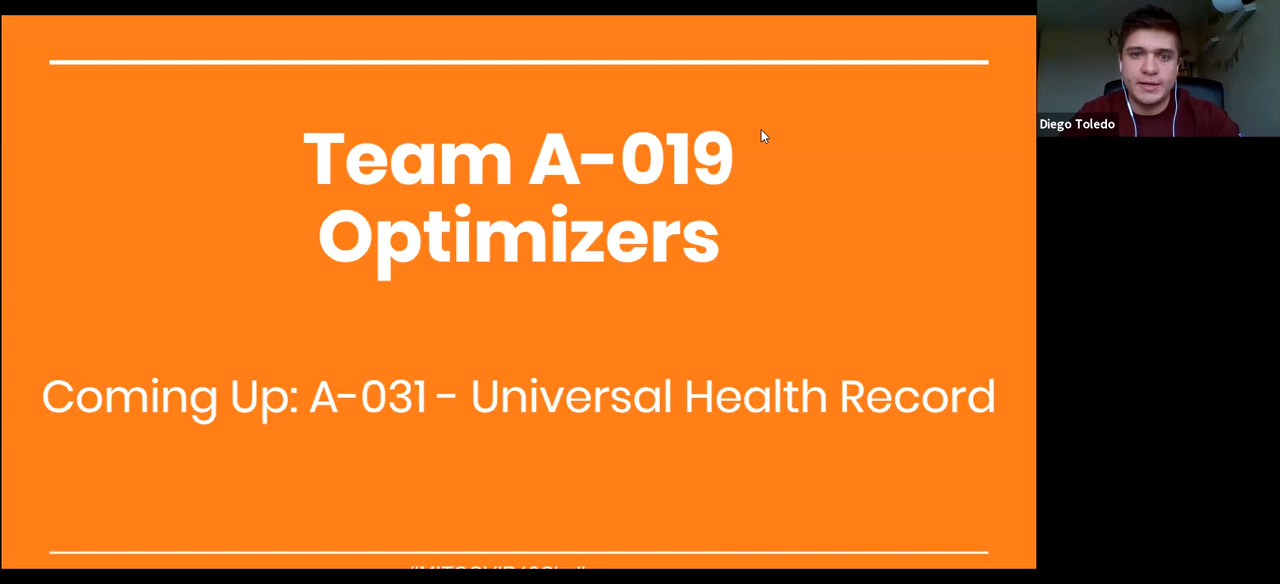 Team A-019
Optimizers
Coming Up: A-031 - Universal Health Record
Diego Toledo